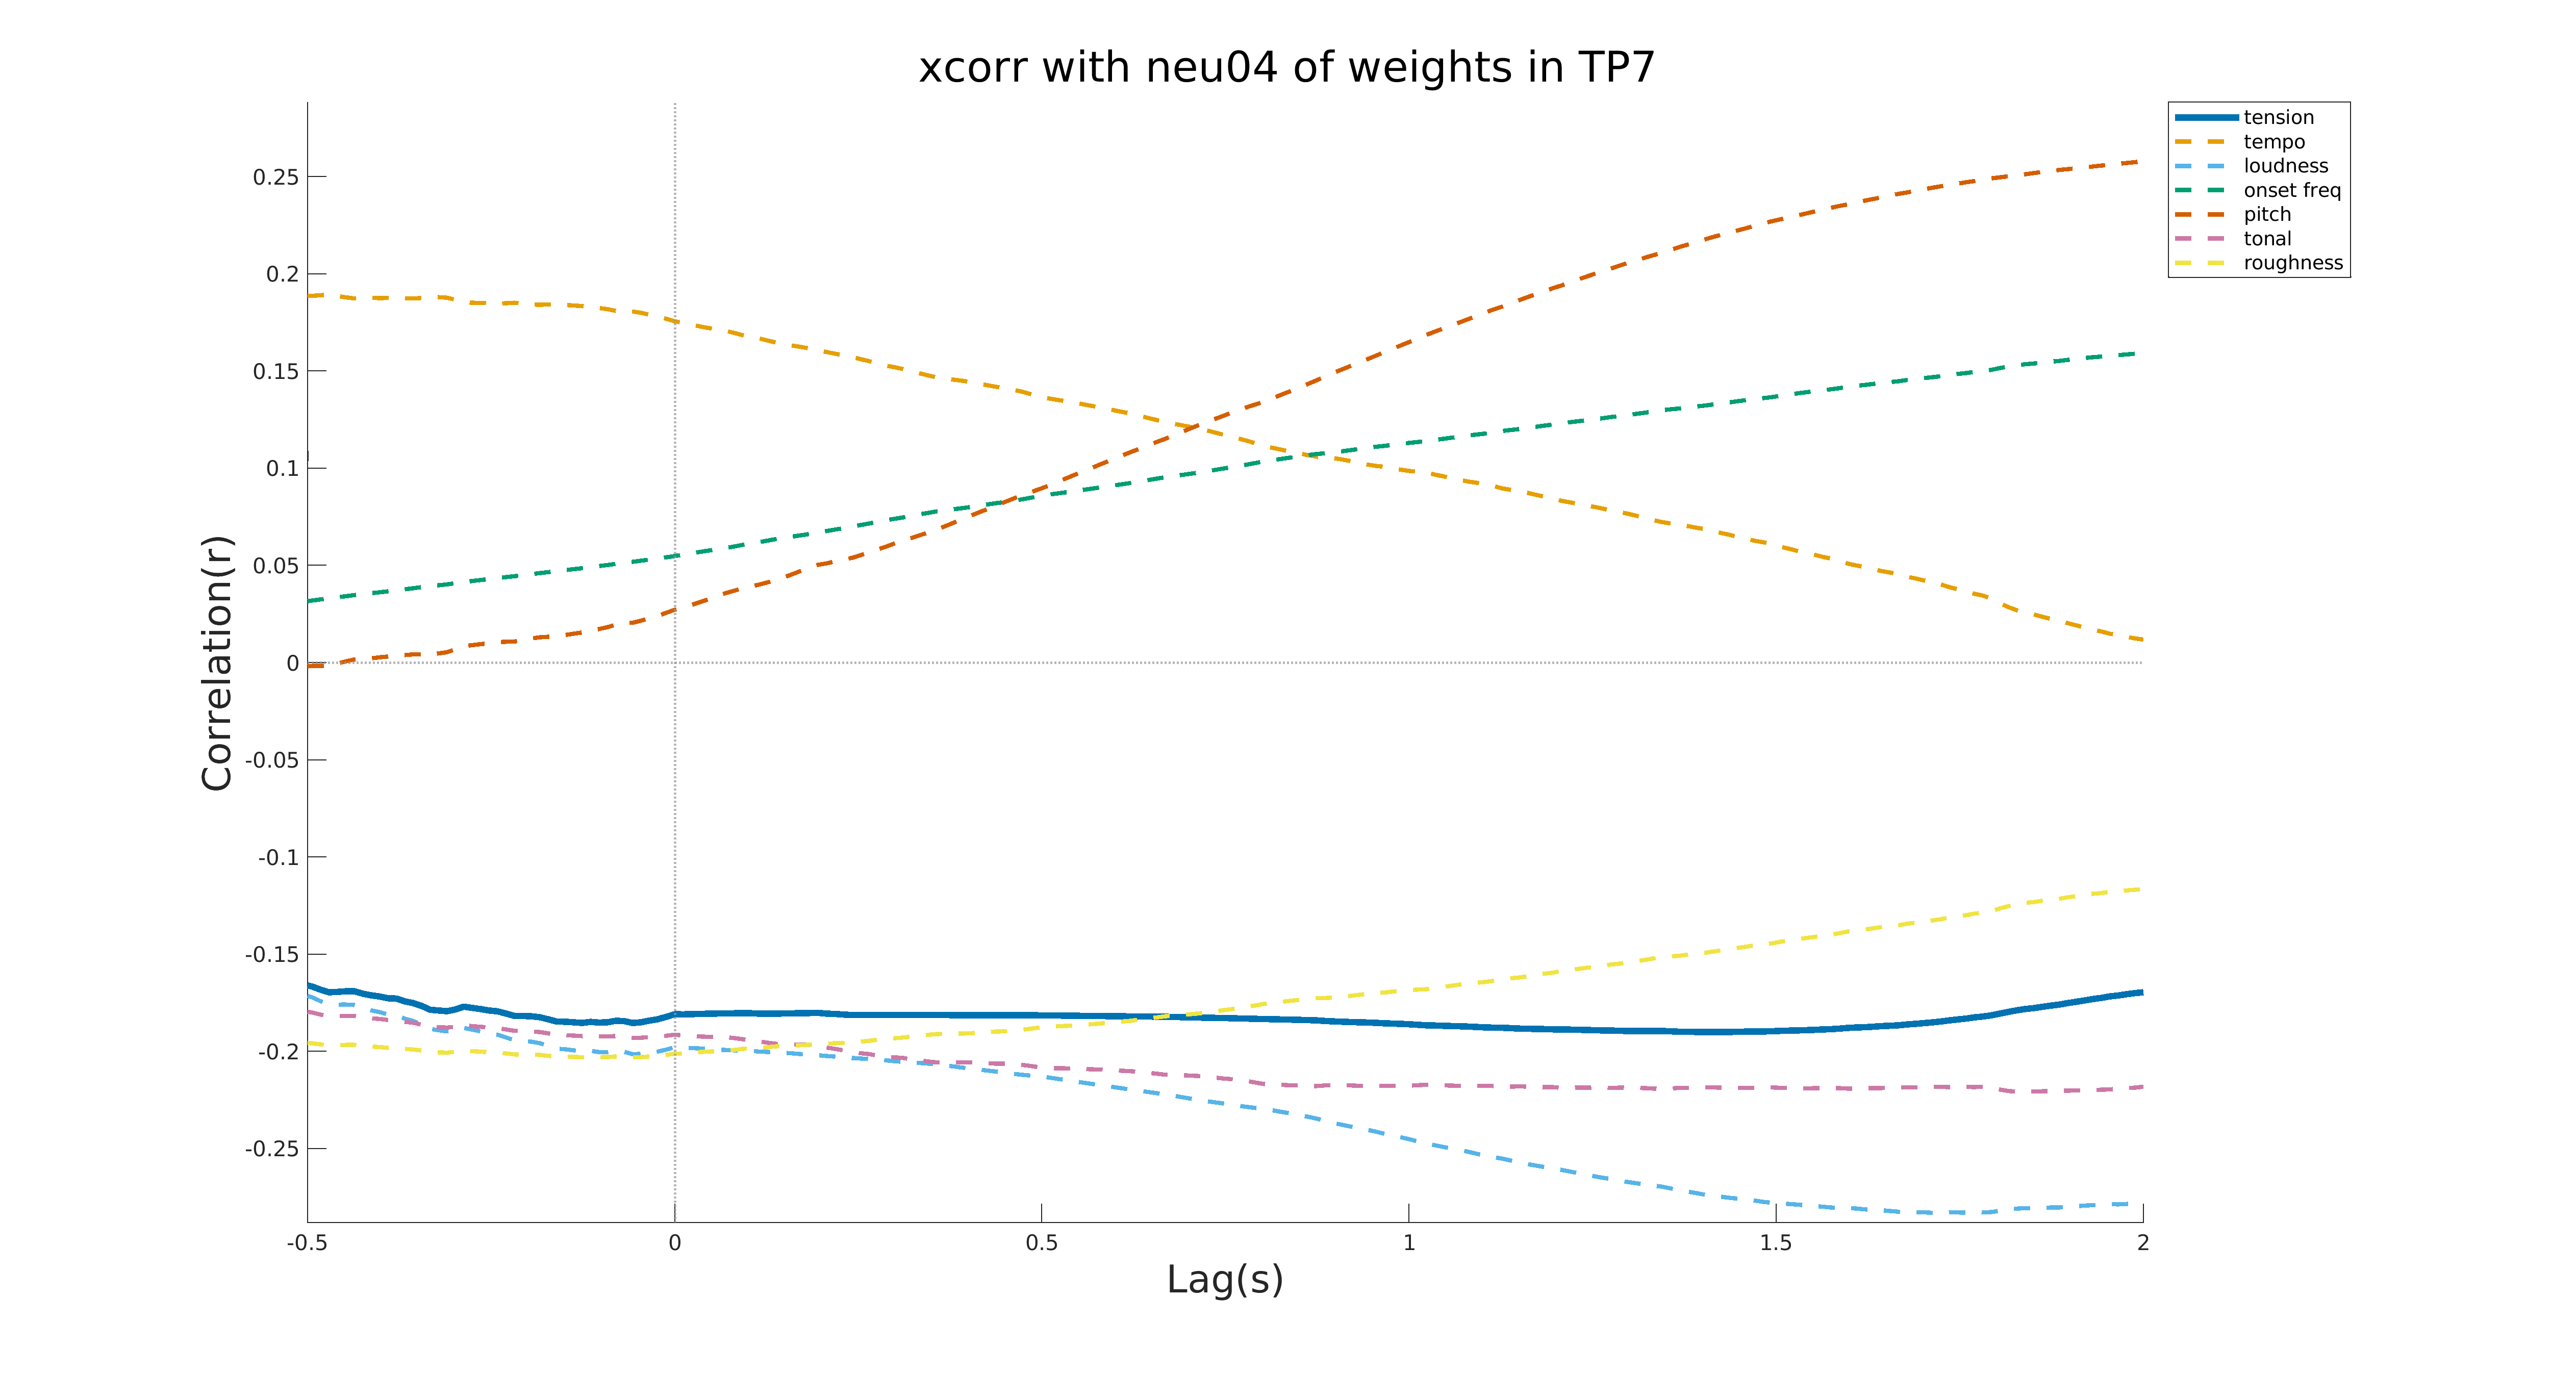 xcorr with neu04 of weights in TP7
tension
tempo
loudness
onset freq
pitch
tonal
roughness
Correlation(r)
0.25
0.2
0.15
0.1
0.05
0
-0.05
-0.1
-0.15
-0.2
-0.25
-0.5
0
0.5
1
1.5
2
Lag(s)